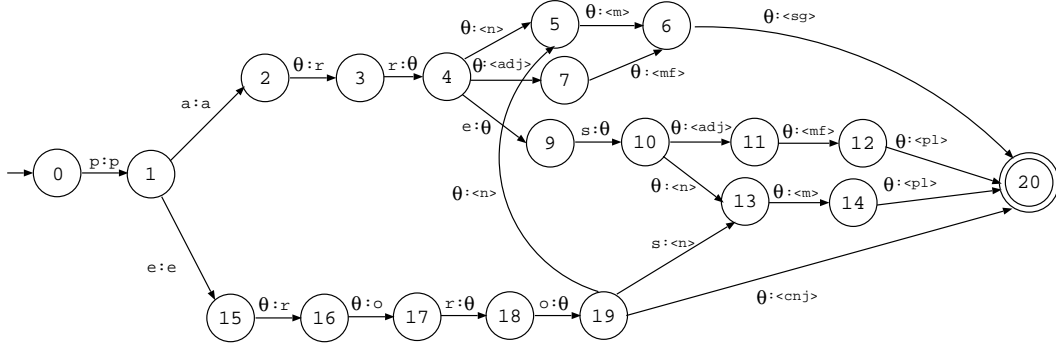 θ:<sg>
θ:<n> 5 θ:<m> 6
2 θ:r 3 r:θ 4 θ:<adj> 7 θ:<mf>
a:a e:θ
9 s:θ 10 θ:<adj> 11 θ:<mf> 12 θ:<pl>
0 p:p 1 θ:<n> θ:<n> 13 θ:<m> 14 θ:<pl> 20
e:e s:<n>
15 θ:r 16 θ:o 17 r:θ 18 o:θ 19 θ:<cnj>